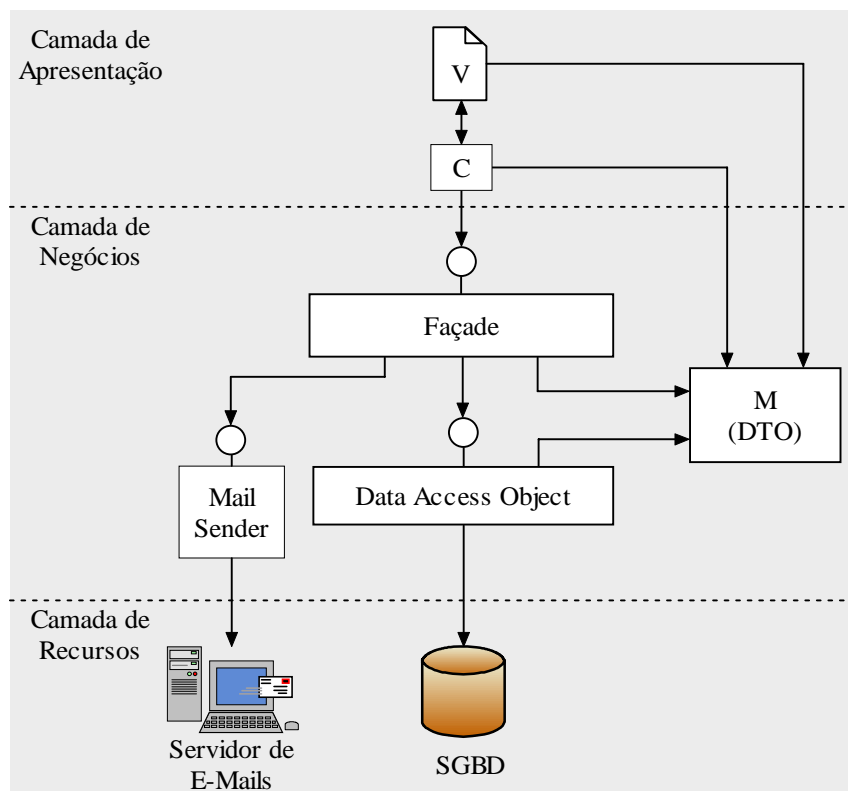 Camada de
Apresentação
V
C
Camada de
Negócios
Façade
M
(DTO)
Mail
Sender
Data Access Object
Camada de
Recursos
Servidor de
E-Mails
SGBD